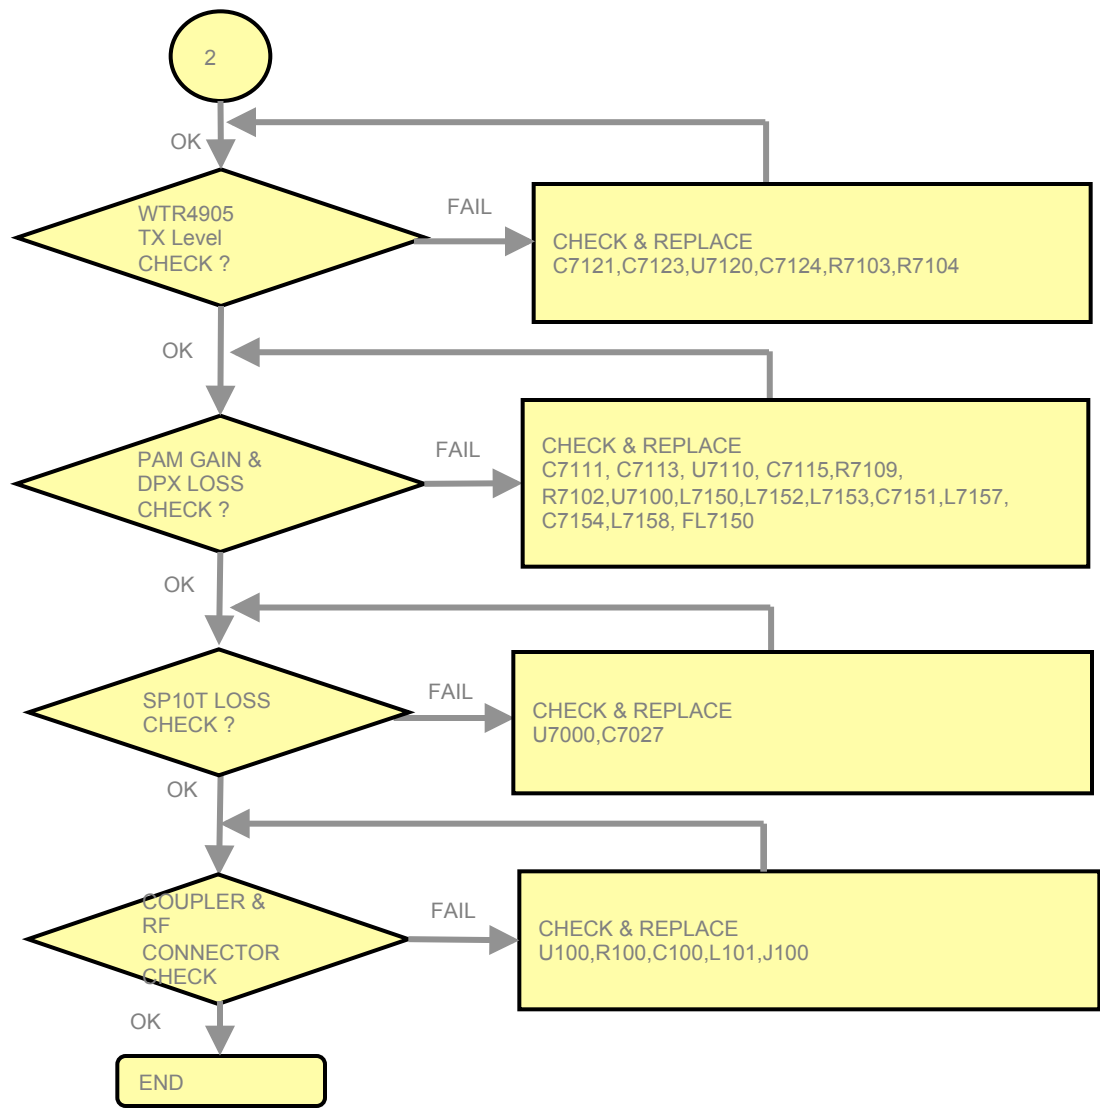 2
OK
WTR4905
TX Level
CHECK ?
FAIL
CHECK & REPLACE
C7121,C7123,U7120,C7124,R7103,R7104
OK
PAM GAIN &
DPX LOSS
CHECK ?
FAIL
CHECK & REPLACE
C7111, C7113, U7110, C7115,R7109,
R7102,U7100,L7150,L7152,L7153,C7151,L7157,
C7154,L7158, FL7150
OK
SP10T LOSS
CHECK ?
FAIL
CHECK & REPLACE
U7000,C7027
OK
COUPLER &
RF
CONNECTOR
CHECK
FAIL
CHECK & REPLACE
U100,R100,C100,L101,J100
OK
END